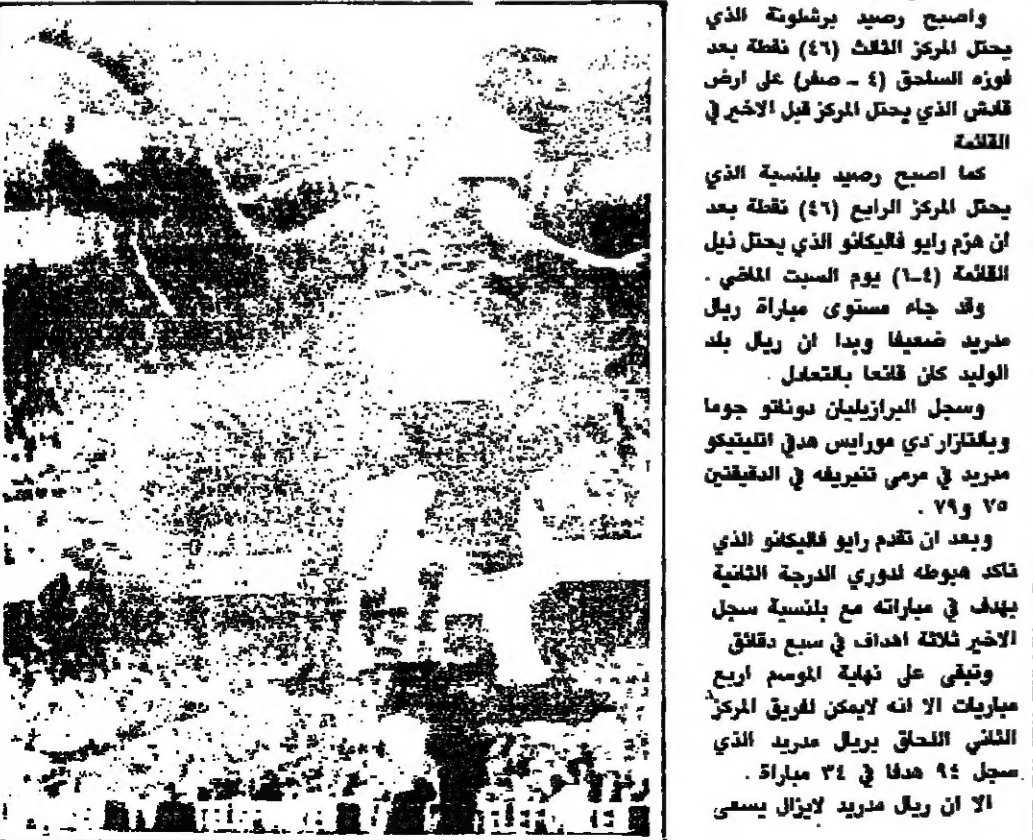 واصبح رصيد برشلونة الذي
يحتل المركز الثالث (٤٦) نقطة بعد
فوزه الساحق (٤ ـ صفر) على ارض
قادش الذي يحتل المركز قبل الاخير في
القائمة
كما اصبح رصيد بلنسية الذي
يحتل المركز الرابع (٤٦) نقطة بعد
ان هزم رايو فاليكانو الذي يحتل ذيل
القائمة (٤ـ١) يوم السبت الماضي .
وقد جاء مستوى مباراة ريال
مدريد ضعيفا وبدا ان ريال بلد
الوليد كان قانعا بالتعادل .
وسجل البرازيليان دوناتو جوما
وبالتازار دي مورايس هدفي اتليتيكو
مدريد في مرمى تنيريفه في الدقيقتين
٧٥ و٧٩ .
وبعد ان تقدم رايو فاليكانو الذي
تاكد هبوطه لدوري الدرجة الثانية
بهدف في مباراته مع بلنسية سجل
الاخير ثلاثة اهداف في سبع دقائق
وتبقى على نهاية الموسم اربع
مباريات الا انه لايمكن لفريق المركز
الثاني اللحاق بريال مدريد الذي
سجل ٩٤ هدفا في ٣٤ مباراة .
الا ان ريال مدريد لايزال يسعى